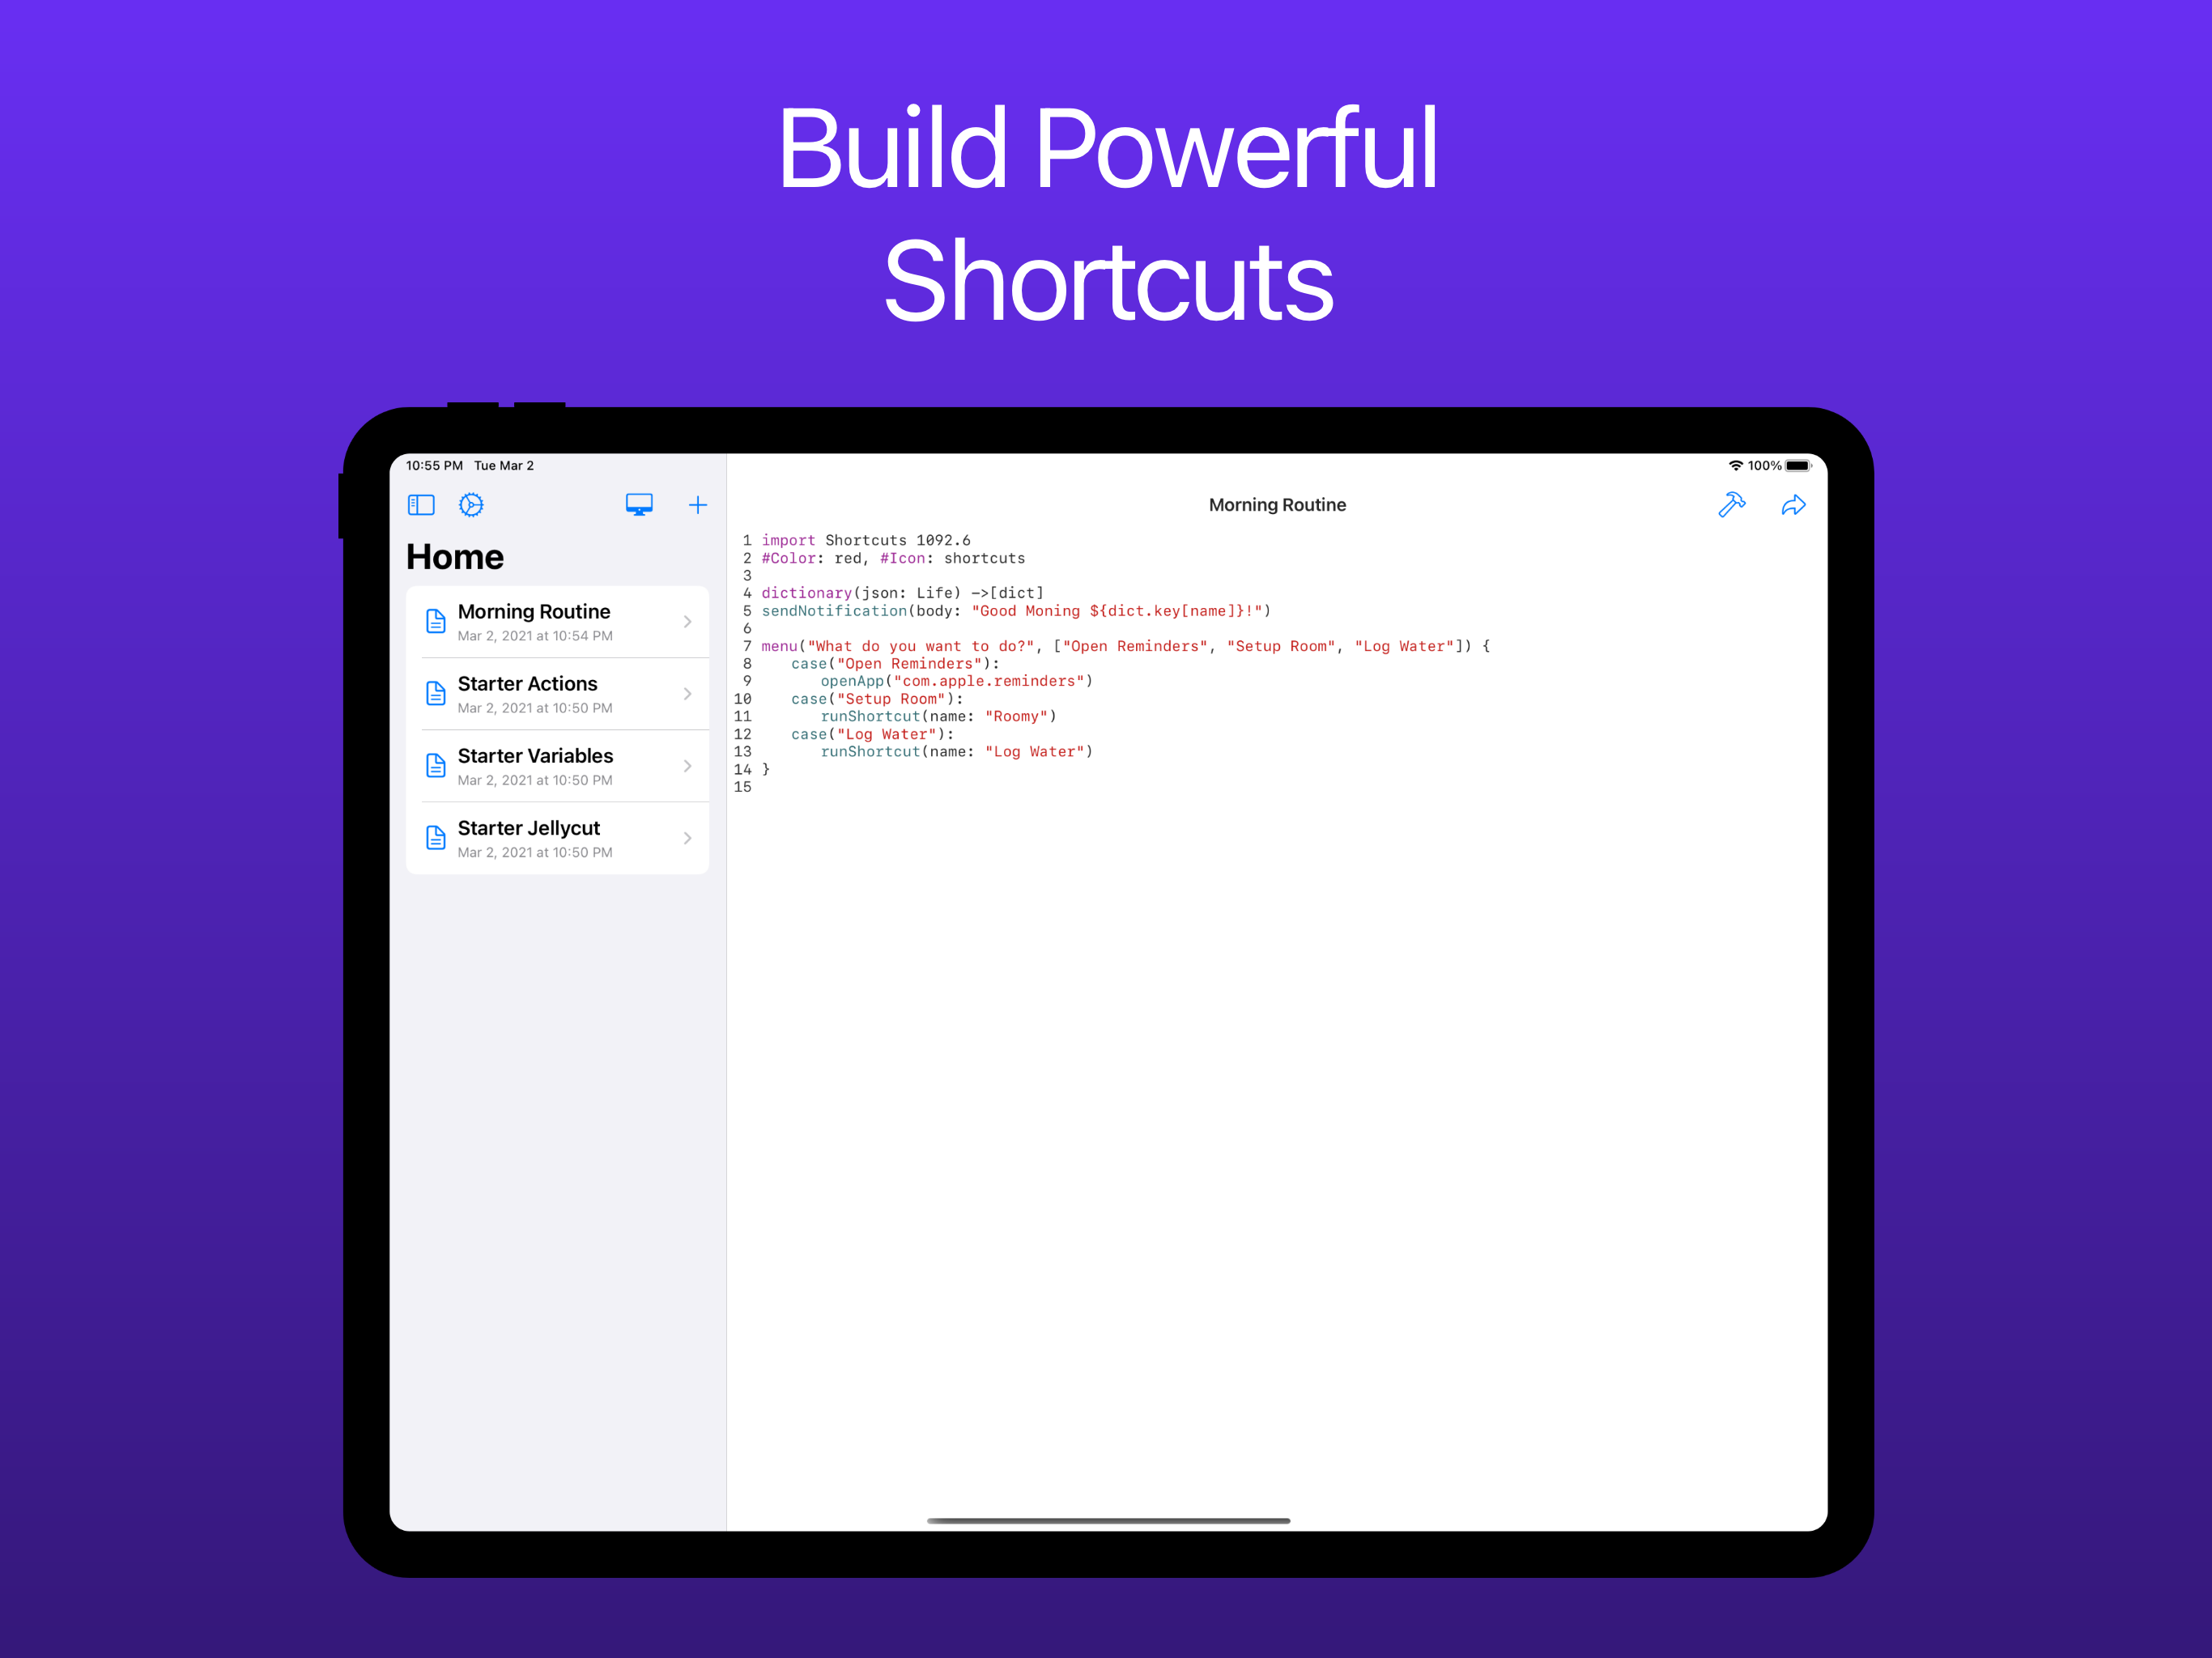 Build Powerful
Shortcuts
10:55 PM Tue Mar 2
100%
Home
Morning Routine
Mar 2, 2021 at 10:54 PM
Starter Actions
Mar 2, 2021 at 10:50 PM
Starter Variables
Mar 2, 2021 at 10:50 PM
Starter Jellycut
Mar 2, 2021 at 10:50 PM
Morning Routine
1 import Shortcuts 1092.6
2 #Color: red, #Icon: shortcuts
3
4 dictionary(json: Life) ->[dict]
5 sendNotification(body: "Good Moning ${dict.key[name]}!")
6
7 menu("What do you want to do?", ["Open Reminders", "Setup Room", "Log Water"]) {
8 case("Open Reminders"):
9 openApp("com.apple.reminders")
10 case("Setup Room"):
11 runShortcut(name: "Roomy")
12 case("Log Water"):
13 runShortcut(name: "Log Water")
14 }
15